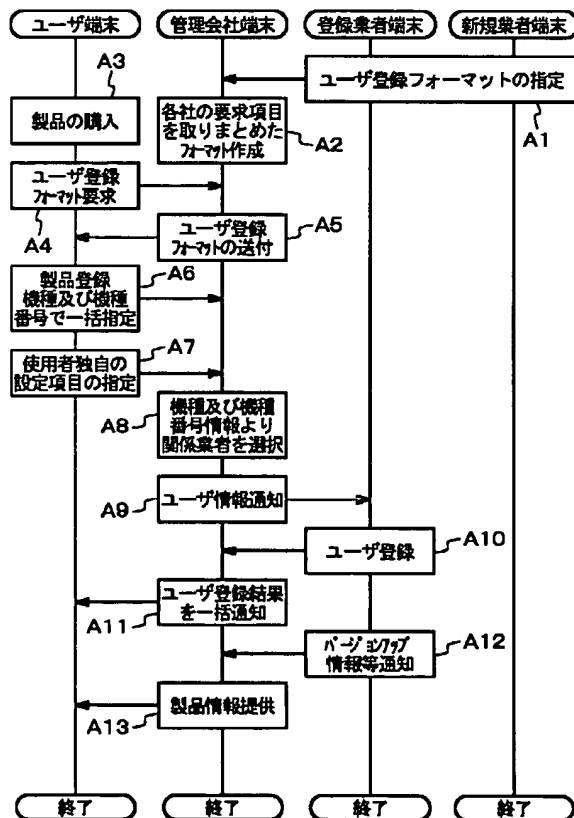 ユーザ端末
管理会社端末
登録業者端末
新規業者端末
ユーザ登録フォーマットの指定
A1
A3
製品の購入
各社の要求項目
を取りまとめた
フォーマット作成
A2
ユーザ登録
フォーマット要求
A4
ユーザ登録
フォーマットの送付
A5
A6
製品登録
機種及び機種
番号で一括指定
A7
使用者独自の
設定項目の指定
A8
機種及び機種
番号情報より
関係業者を選択
A9
ユーザ情報通知
ユーザ登録
A10
ユーザ登録結果
を一括通知
A11
バージョンアップ
情報等通知
A12
製品情報提供
A13
終了
終了
終了
終了